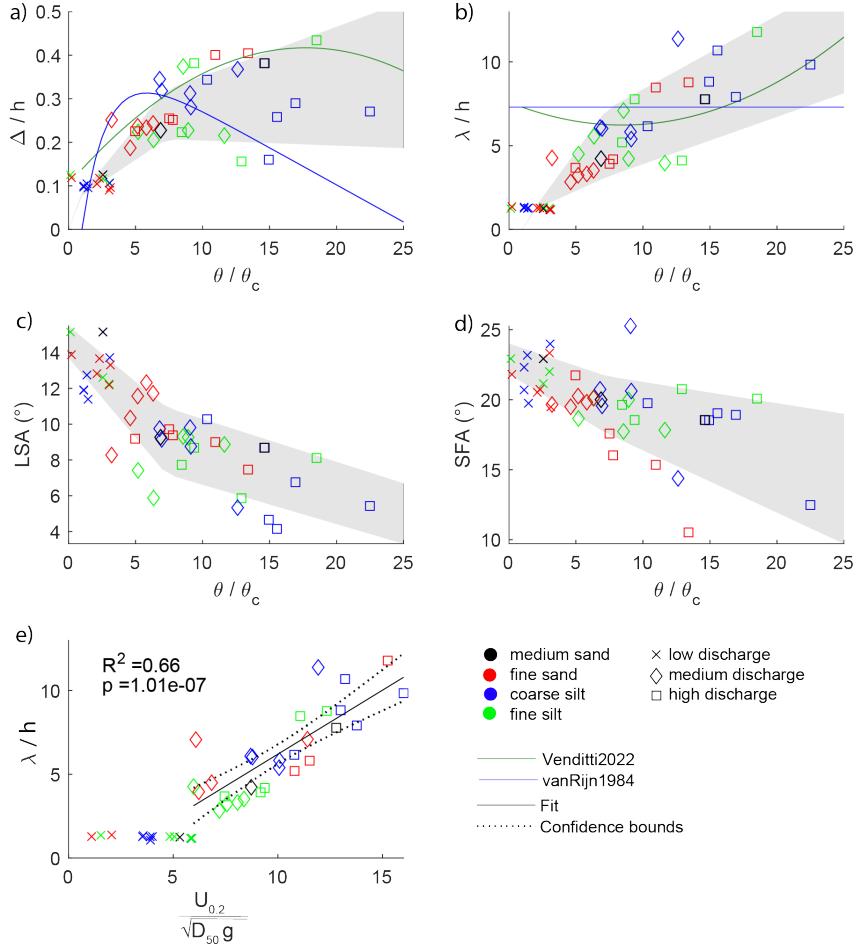 a)
0.5
0.4
0.3
0.2
0.1
0
Δ / h
0 5 10 15 20 25
θ / θc
b)
10
5
0
λ / h
0 5 10 15 20 25
θ / θc
c)
14
12
10
8
6
4
LSA (°)
0 5 10 15 20 25
θ / θc
d)
25
20
15
10
SFA (°)
0 5 10 15 20 25
θ / θc
e)
R² =0.66
p =1.01e-07
10
5
0
λ / h
0 5 10 15
U0.2
√D50 g
medium sand
fine sand
coarse silt
fine silt
low discharge
medium discharge
high discharge
Venditti2022
vanRijn1984
Fit
Confidence bounds